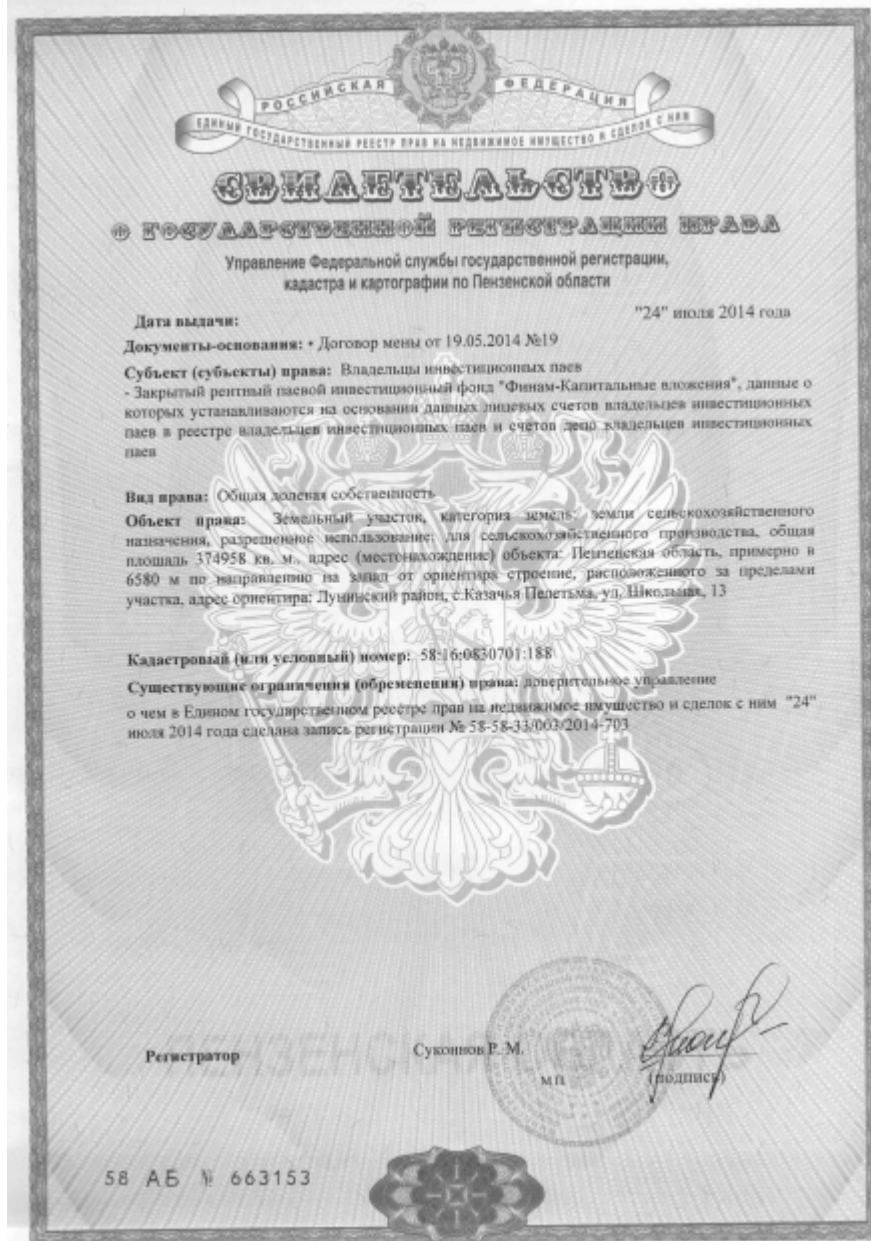 РОССИЙСКАЯ ФЕДЕРАЦИЯ
ЕДИНЫЙ ГОСУДАРСТВЕННЫЙ РЕЕСТР ПРАВ НА НЕДВИЖИМОЕ ИМУЩЕСТВО И СДЕЛОК С НИМ
СВИДЕТЕЛЬСТВО
О ГОСУДАРСТВЕННОЙ РЕГИСТРАЦИИ ПРАВА
Управление Федеральной службы государственной регистрации,
кадастра и картографии по Пензенской области
Дата выдачи: "24" июля 2014 года
Документы-основания: • Договор мены от 19.05.2014 №19
Субъект (субъекты) права: Владельцы инвестиционных паев
- Закрытый рентный паевой инвестиционный фонд "Финам-Капитальные вложения", данные о
которых устанавливаются на основании данных лицевых счетов владельцев инвестиционных
паев в реестре владельцев инвестиционных паев и счетов депо владельцев инвестиционных
паев
Вид права: Общая долевая собственность
Объект права: Земельный участок, категория земель: земли сельскохозяйственного
назначения, разрешенное использование: для сельскохозяйственного производства, общая
площадь 374958 кв. м., адрес (местонахождение) объекта: Пензенская область, примерно в
6580 м по направлению на запад от ориентира строение, расположенного за пределами
участка, адрес ориентира: Лунинский район, с.Казачья Пелетьма, ул. Школьная, 13
Кадастровый (или условный) номер: 58:16:0830701:188
Существующие ограничения (обременения) права: доверительное управление
о чем в Едином государственном реестре прав на недвижимое имущество и сделок с ним "24"
июля 2014 года сделана запись регистрации № 58-58-33/003/2014-703
Регистратор Суконнов Р. М.
м.п. (подпись)
58 АБ № 663153